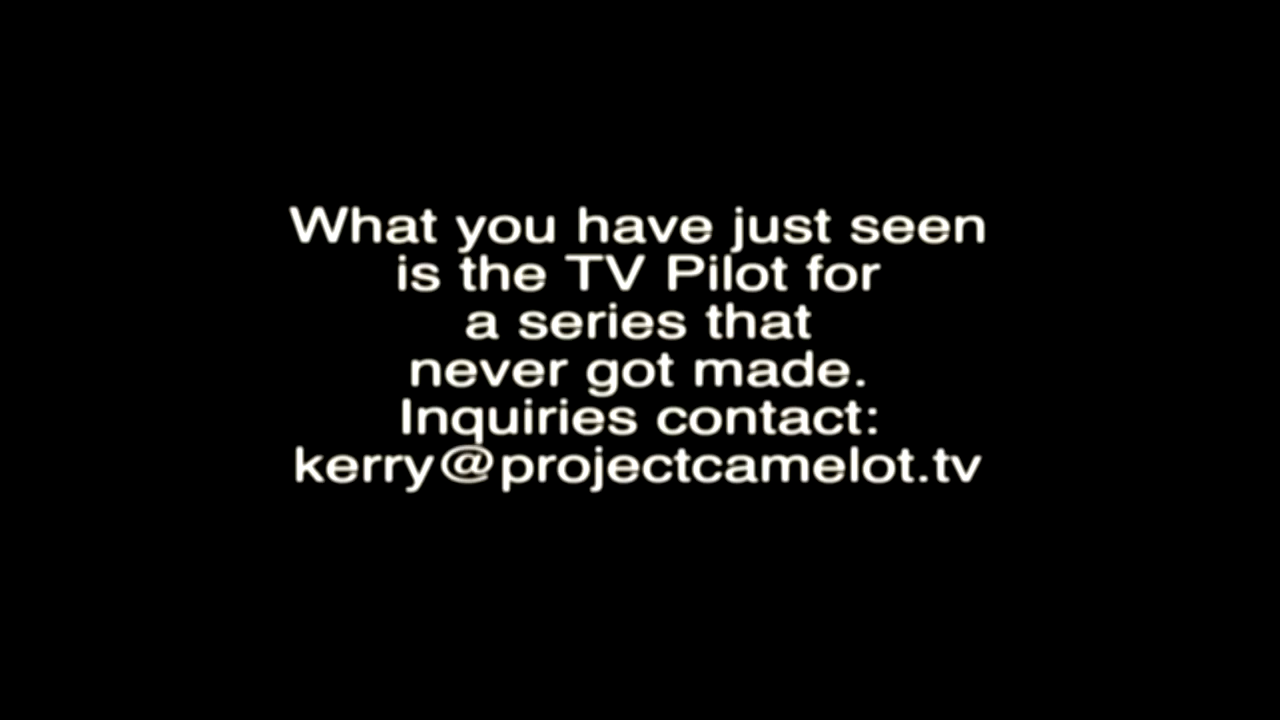 What you have just seen
is the TV Pilot for
a series that
never got made.
Inquiries contact:
kerry@projectcamelot.tv